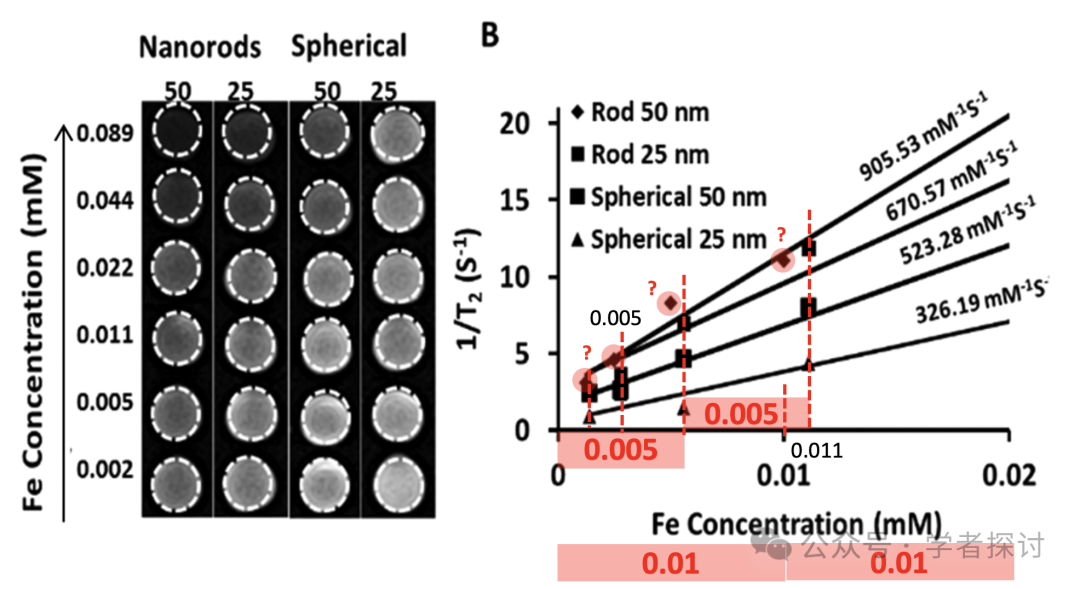 Nanorods Spherical
50 25 50 25
Fe Concentration (mM)
0.089
0.044
0.022
0.011
0.005
0.002
B
1/T2 (S-1)
20
15
10
5
0
Rod 50 nm
Rod 25 nm
Spherical 50 nm
Spherical 25 nm
905.53 mM-1S-1
670.57 mM-1S-1
523.28 mM-1S-1
326.19 mM-1S-
?
?
?
0.005
0.005
0.005
0.011
0 0.01 0.02
Fe Concentration (mM)
公众号 · 学者探讨
0.01 0.01